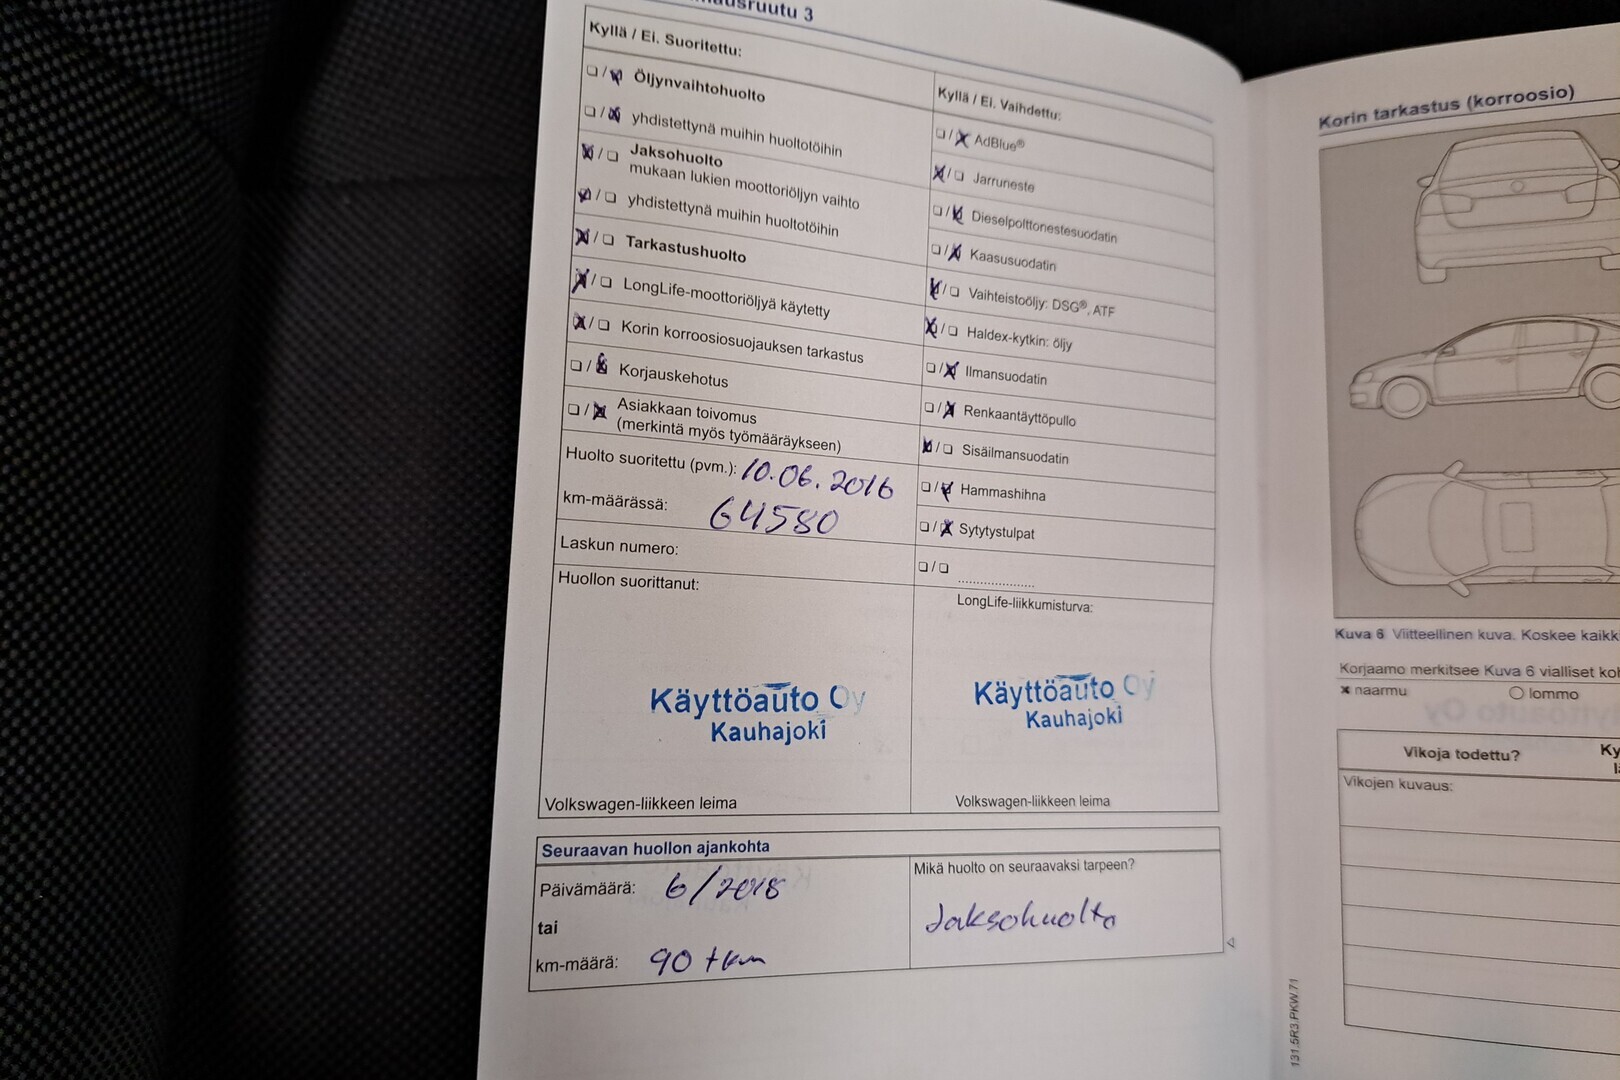 ruutu 3
Kyllä / Ei. Suoritettu:
❏ / ☒ Öljynvaihtohuolto
❏ / ☒ yhdistettynä muihin huoltotöihin
☒ / ❏ Jaksohuolto
mukaan lukien moottoriöljyn vaihto
☒ / ❏ yhdistettynä muihin huoltotöihin
☒ / ❏ Tarkastushuolto
☒ / ❏ LongLife-moottoriöljyä käytetty
☒ / ❏ Korin korroosiosuojauksen tarkastus
❏ / ☒ Korjauskehotus
❏ / ☒ Asiakkaan toivomus
(merkintä myös työmääräykseen)
Huolto suoritettu (pvm.): 10.06.2016
km-määrässä: 64580
Laskun numero:
Huollon suorittanut:
Käyttöauto Oy
Kauhajoki
Volkswagen-liikkeen leima
Kyllä / Ei. Vaihdettu:
❏ / ☒ AdBlue®
☒ / ❏ Jarruneste
❏ / ☒ Dieselpolttonestesuodatin
❏ / ☒ Kaasusuodatin
☒ / ❏ Vaihteistoöljy: DSG®, ATF
☒ / ❏ Haldex-kytkin: öljy
❏ / ☒ Ilmansuodatin
❏ / ☒ Renkaantäyttöpullo
☒ / ❏ Sisäilmansuodatin
❏ / ☒ Hammashihna
❏ / ☒ Sytytystulpat
❏ / ❏ ....................
LongLife-liikkumisturva:
Käyttöauto Oy
Kauhajoki
Volkswagen-liikkeen leima
Seuraavan huollon ajankohta
Päivämäärä: 6/2018
tai
km-määrä: 90 tkm
Mikä huolto on seuraavaksi tarpeen?
Jaksohuolto
131.5R3.PKW.71
Korin tarkastus (korroosio)
Kuva 6 Viitteellinen kuva. Koskee kaikk
Korjaamo merkitsee Kuva 6 vialliset koh
✖ naarmu ○ lommo
Vikoja todettu? Ky
Vikojen kuvaus: